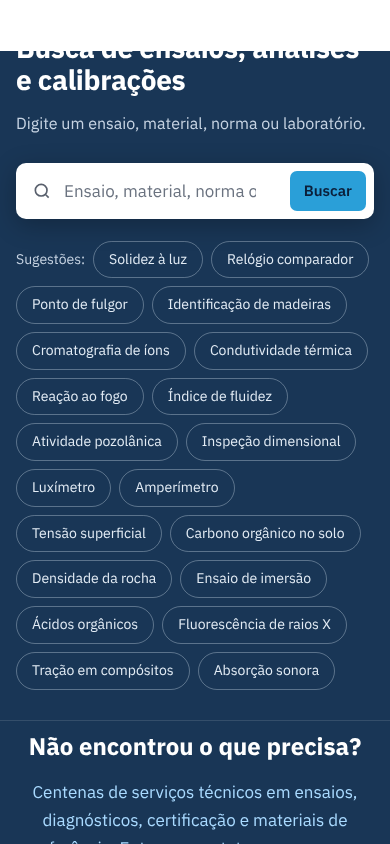 Busca de ensaios, análises
e calibrações
Digite um ensaio, material, norma ou laboratório.
Ensaio, material, norma o
Buscar
Sugestões:
Solidez à luz
Relógio comparador
Ponto de fulgor
Identificação de madeiras
Cromatografia de íons
Condutividade térmica
Reação ao fogo
Índice de fluidez
Atividade pozolânica
Inspeção dimensional
Luxímetro
Amperímetro
Tensão superficial
Carbono orgânico no solo
Densidade da rocha
Ensaio de imersão
Ácidos orgânicos
Fluorescência de raios X
Tração em compósitos
Absorção sonora
Não encontrou o que precisa?
Centenas de serviços técnicos em ensaios,
diagnósticos, certificação e materiais de